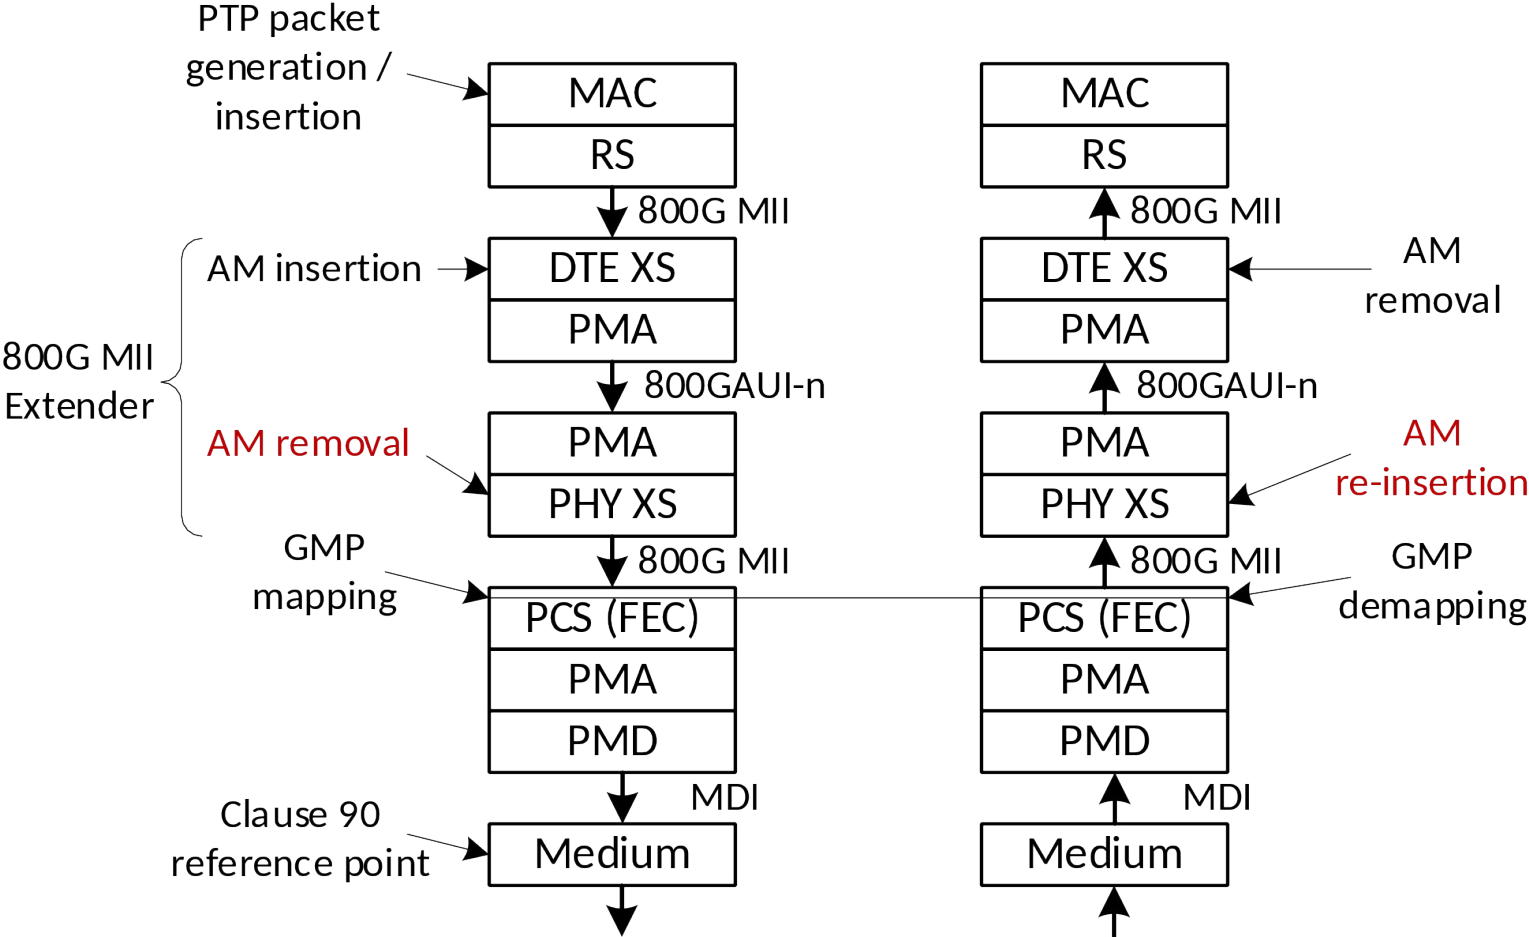 PTP packet
generation /
insertion
MAC
RS
800G MII
AM insertion
DTE XS
PMA
800G MII
Extender
800GAUI-n
AM removal
PMA
PHY XS
GMP
mapping
800G MII
PCS (FEC)
PMA
PMD
MDI
Clause 90
reference point
Medium
MAC
RS
800G MII
DTE XS
AM
removal
PMA
800GAUI-n
PMA
AM
re-insertion
PHY XS
800G MII
GMP
demapping
PCS (FEC)
PMA
PMD
MDI
Medium